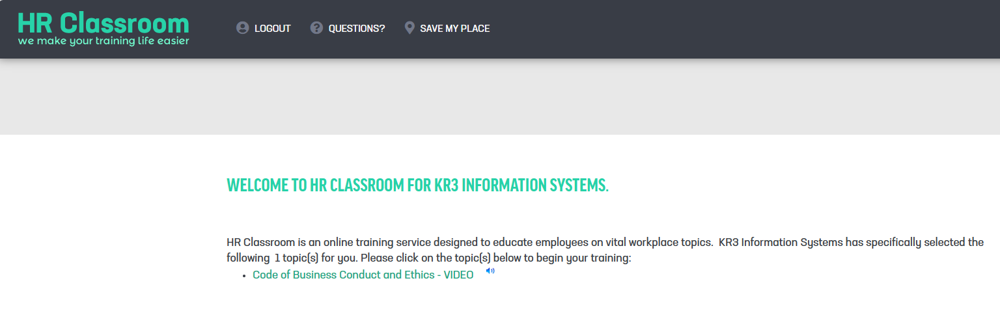 HR Classroom
we make your training life easier
LOGOUT
QUESTIONS?
SAVE MY PLACE
WELCOME TO HR CLASSROOM FOR KR3 INFORMATION SYSTEMS.
HR Classroom is an online training service designed to educate employees on vital workplace topics.  KR3 Information Systems has specifically selected the
following  1 topic(s) for you. Please click on the topic(s) below to begin your training:
• Code of Business Conduct and Ethics - VIDEO